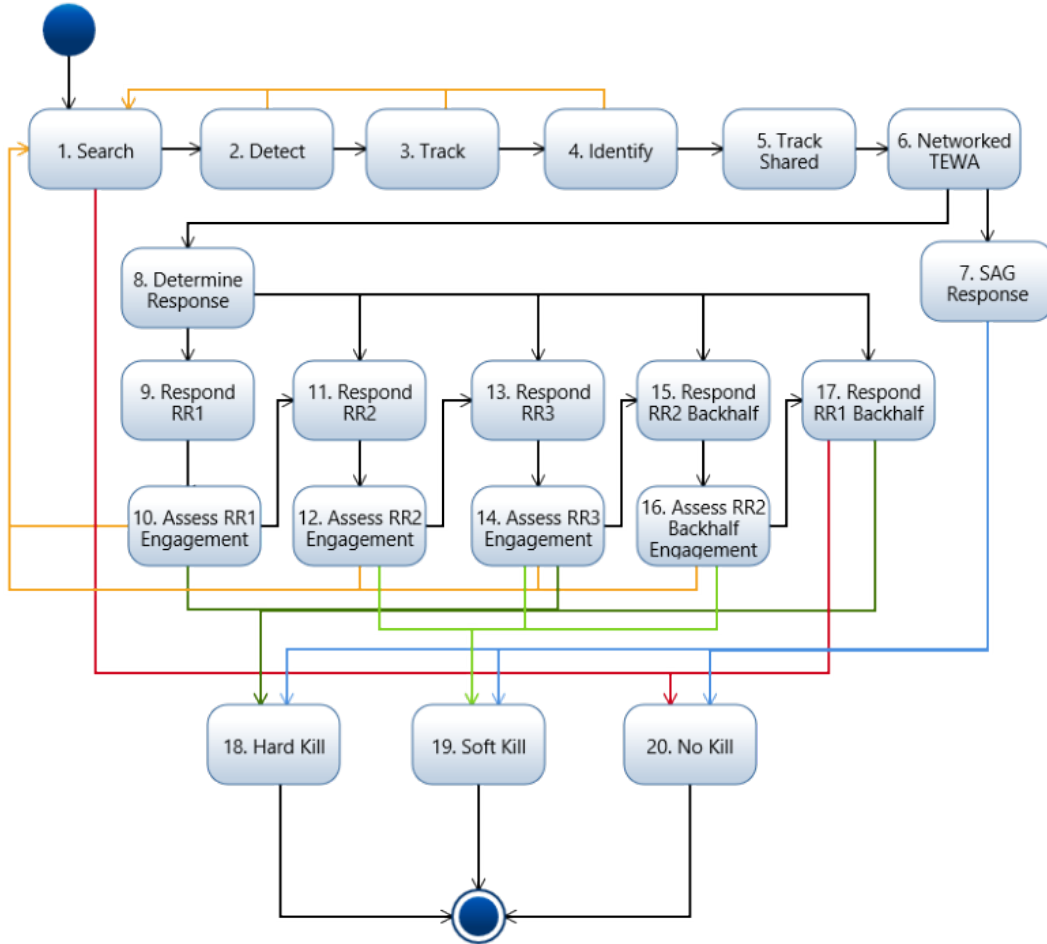 1. Search
2. Detect
3. Track
4. Identify
5. Track
Shared
6. Networked
TEWA
7. SAG
Response
8. Determine
Response
9. Respond
RR1
11. Respond
RR2
13. Respond
RR3
15. Respond
RR2 Backhalf
17. Respond
RR1 Backhalf
10. Assess RR1
Engagement
12. Assess RR2
Engagement
14. Assess RR3
Engagement
16. Assess RR2
Backhalf
Engagement
18. Hard Kill
19. Soft Kill
20. No Kill